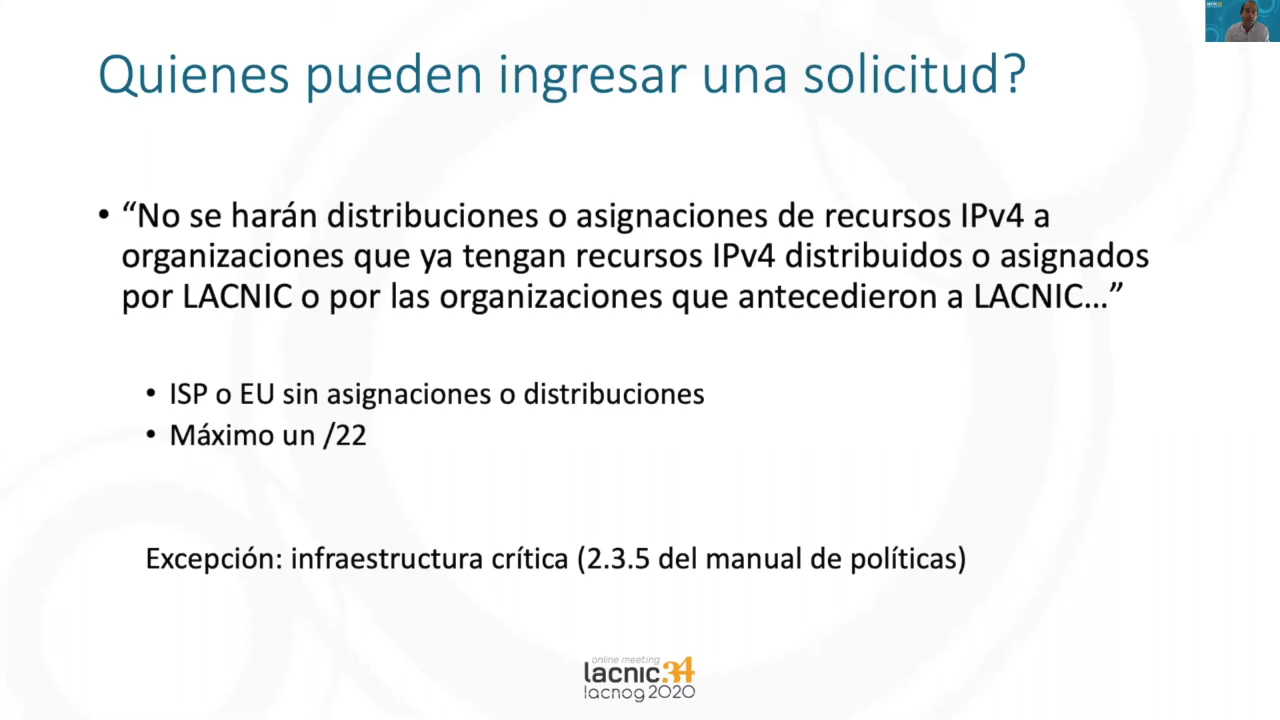 Quienes pueden ingresar una solicitud?
• “No se harán distribuciones o asignaciones de recursos IPv4 a
organizaciones que ya tengan recursos IPv4 distribuidos o asignados
por LACNIC o por las organizaciones que antecedieron a LACNIC…”
• ISP o EU sin asignaciones o distribuciones
• Máximo un /22
Excepción: infraestructura crítica (2.3.5 del manual de políticas)
online meeting
lacnic34
lacnog2020